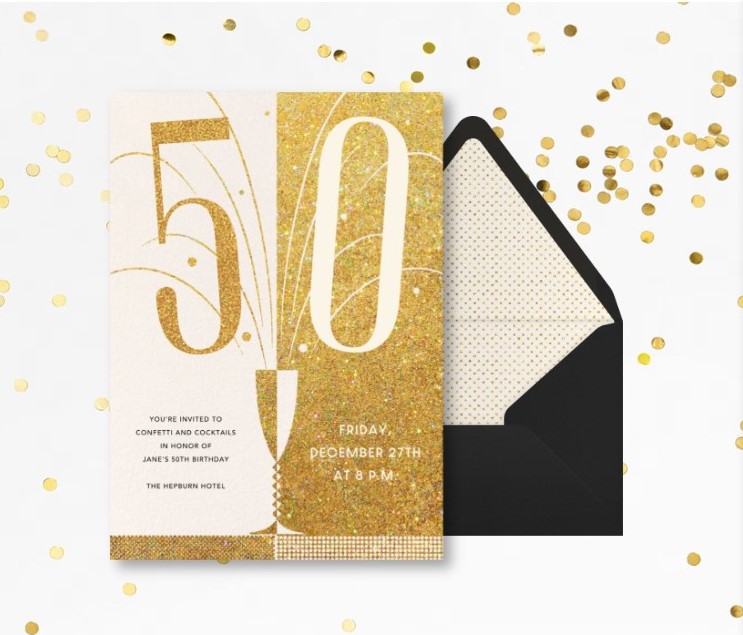 50
YOU'RE INVITED TO
CONFETTI AND COCKTAILS
IN HONOR OF
JANE'S 50TH BIRTHDAY
THE HEPBURN HOTEL
FRIDAY,
DECEMBER 27TH
AT 8 P.M.